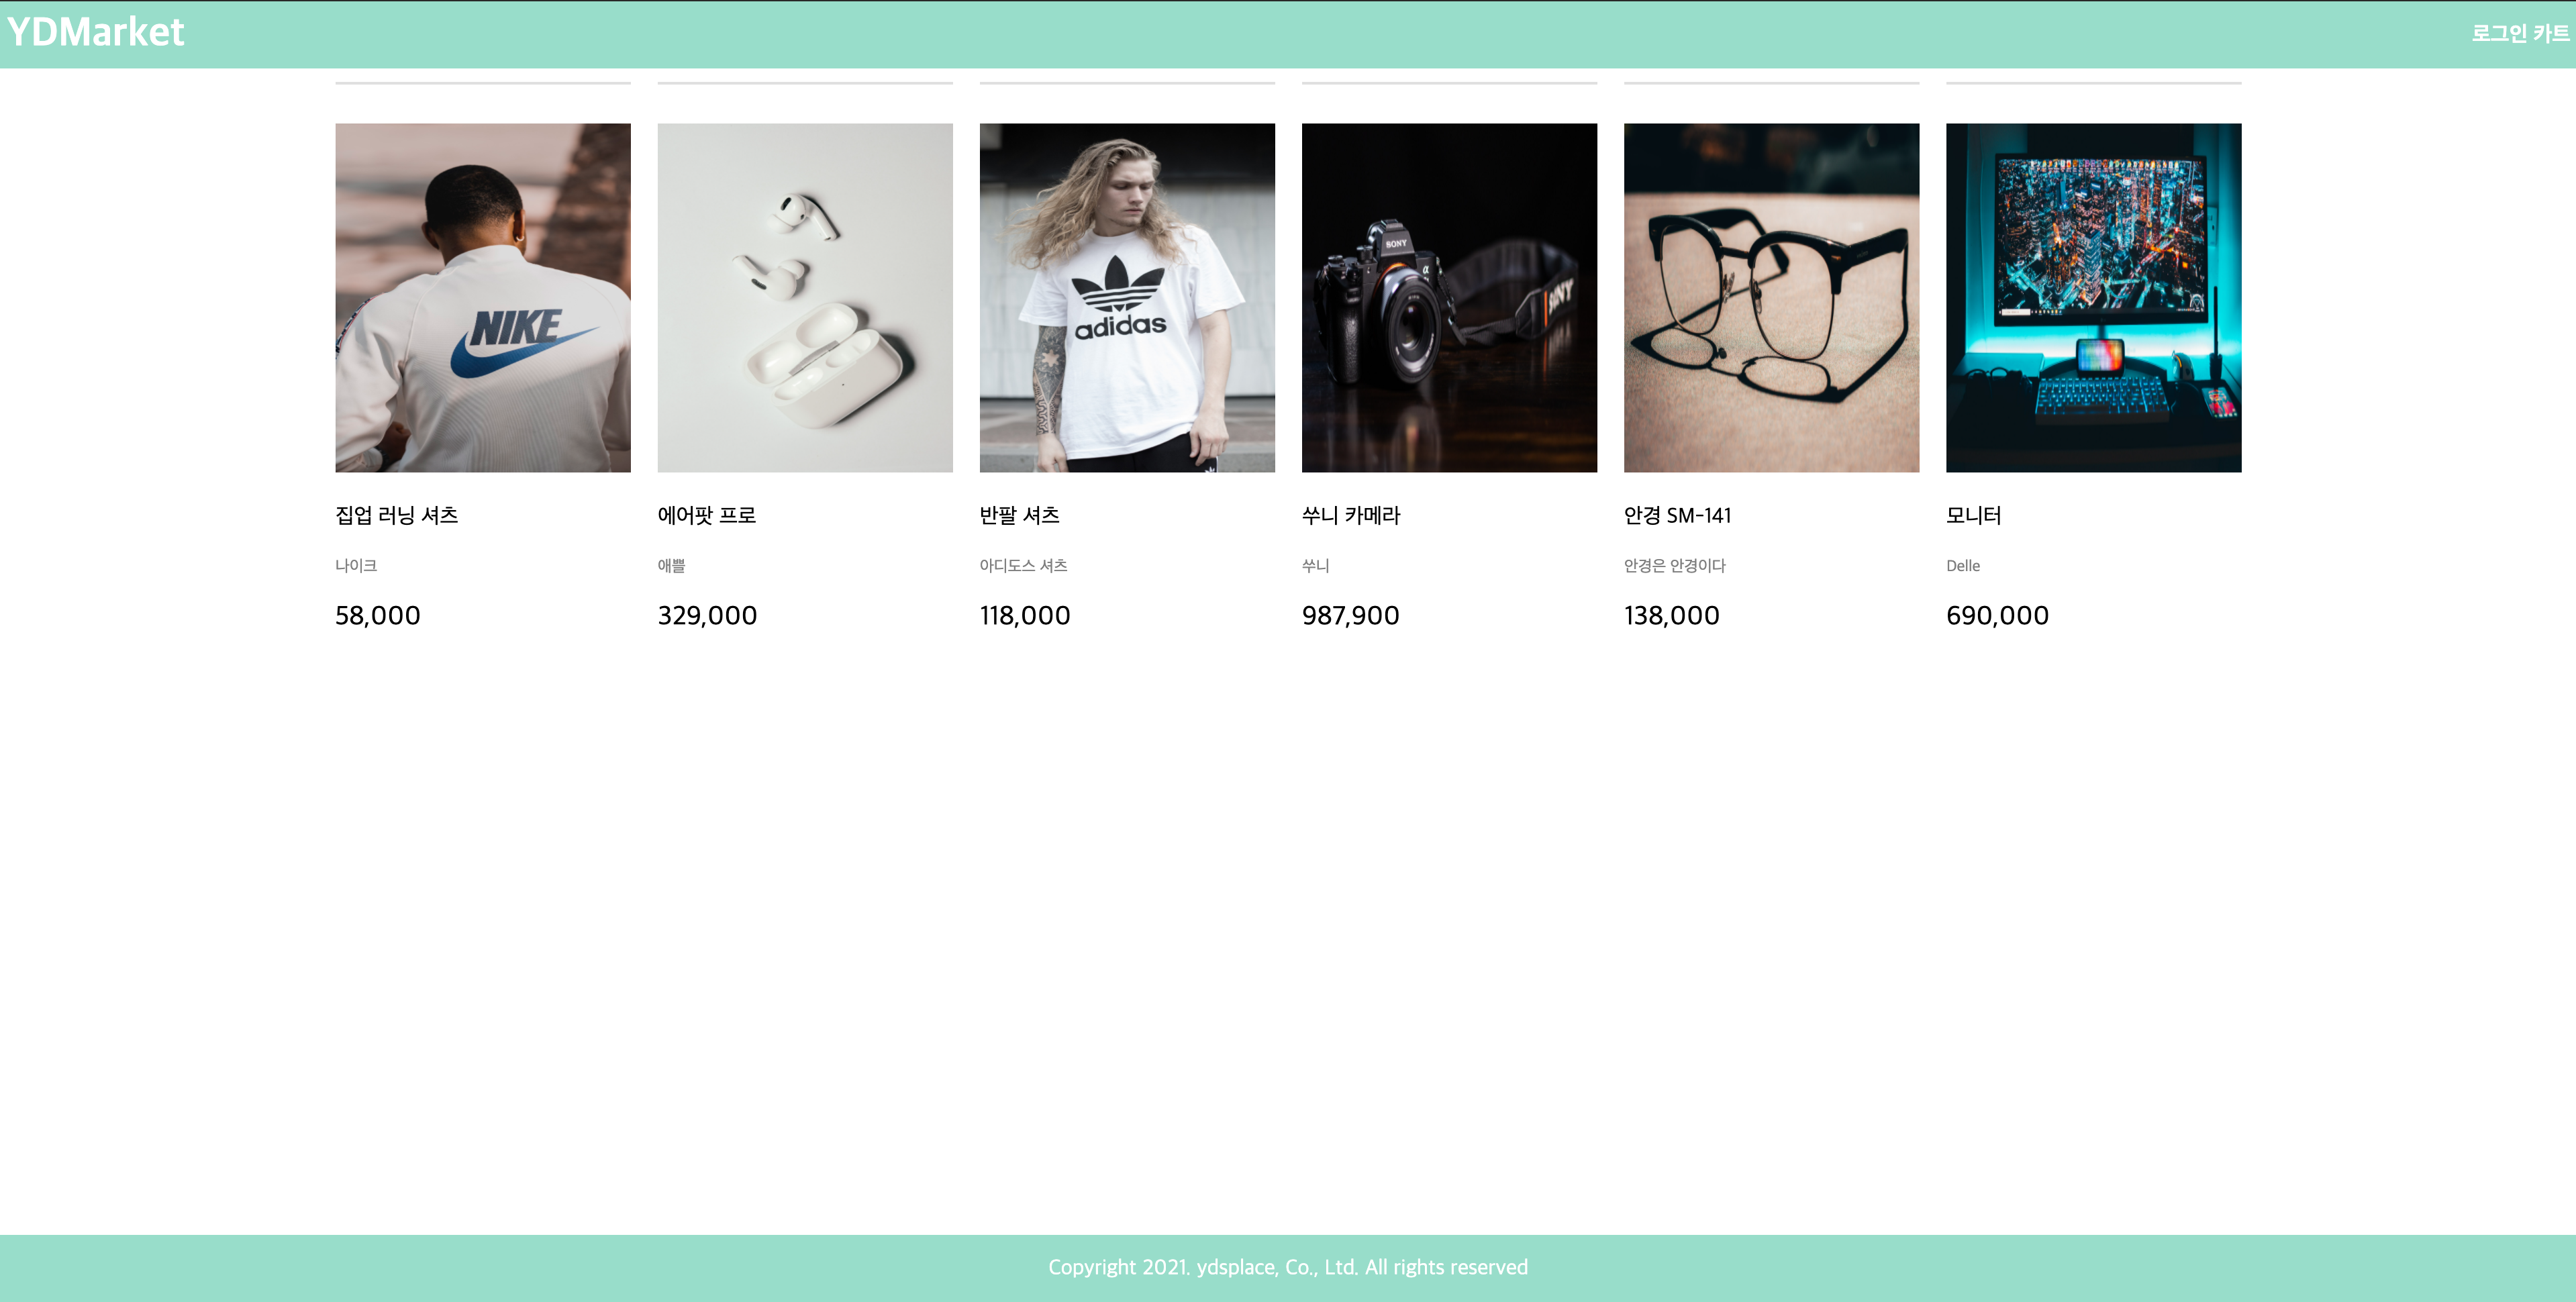 YDMarket
로그인 카트
NIKE
adidas
SONY
α
SONY
집업 러닝 셔츠
에어팟 프로
반팔 셔츠
쑤니 카메라
안경 SM-141
모니터
나이크
애쁠
아디도스 셔츠
쑤니
안경은 안경이다
Delle
58,000
329,000
118,000
987,900
138,000
690,000
Copyright 2021. ydsplace, Co., Ltd. All rights reserved